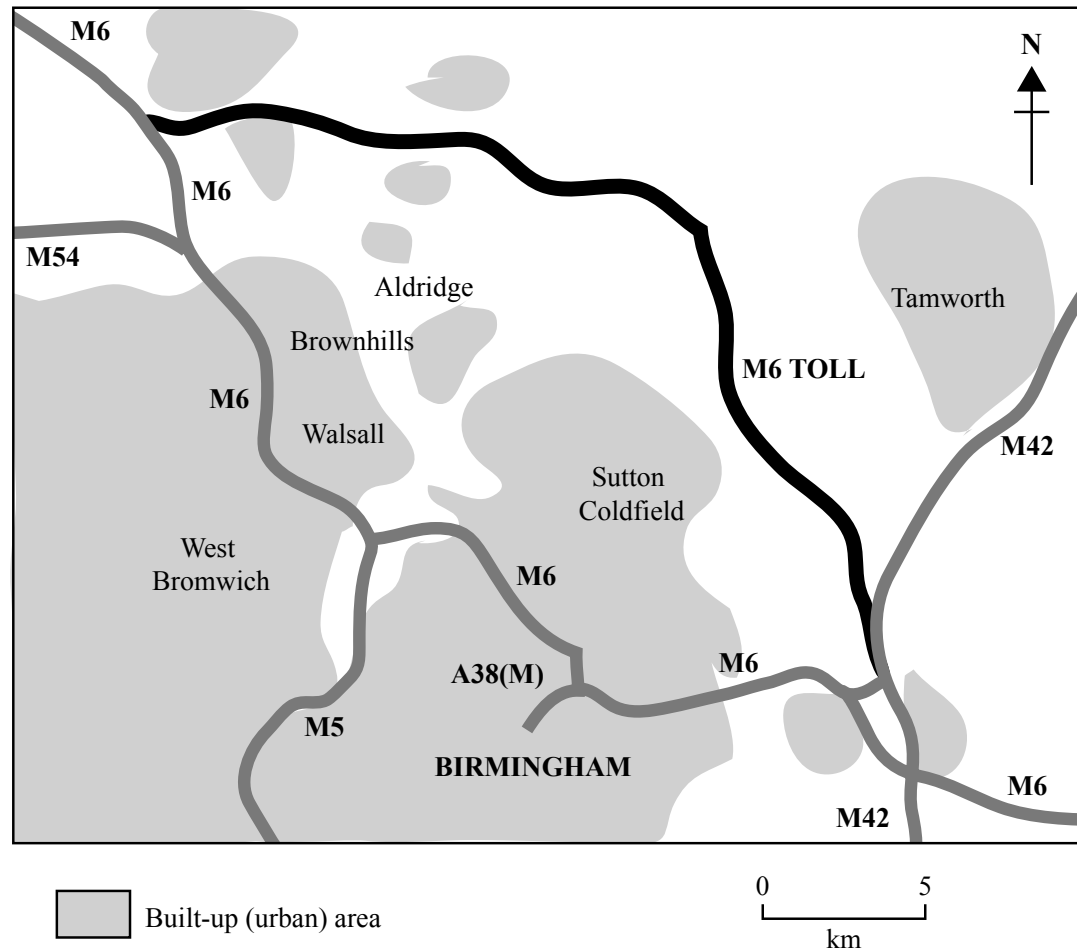 M6
N
M6
M54
Aldridge
Tamworth
Brownhills
M6 TOLL
M6
Walsall
M42
Sutton
Coldfield
West
Bromwich
M6
M6
A38(M)
M5
BIRMINGHAM
M6
M42
0 5
km
Built-up (urban) area